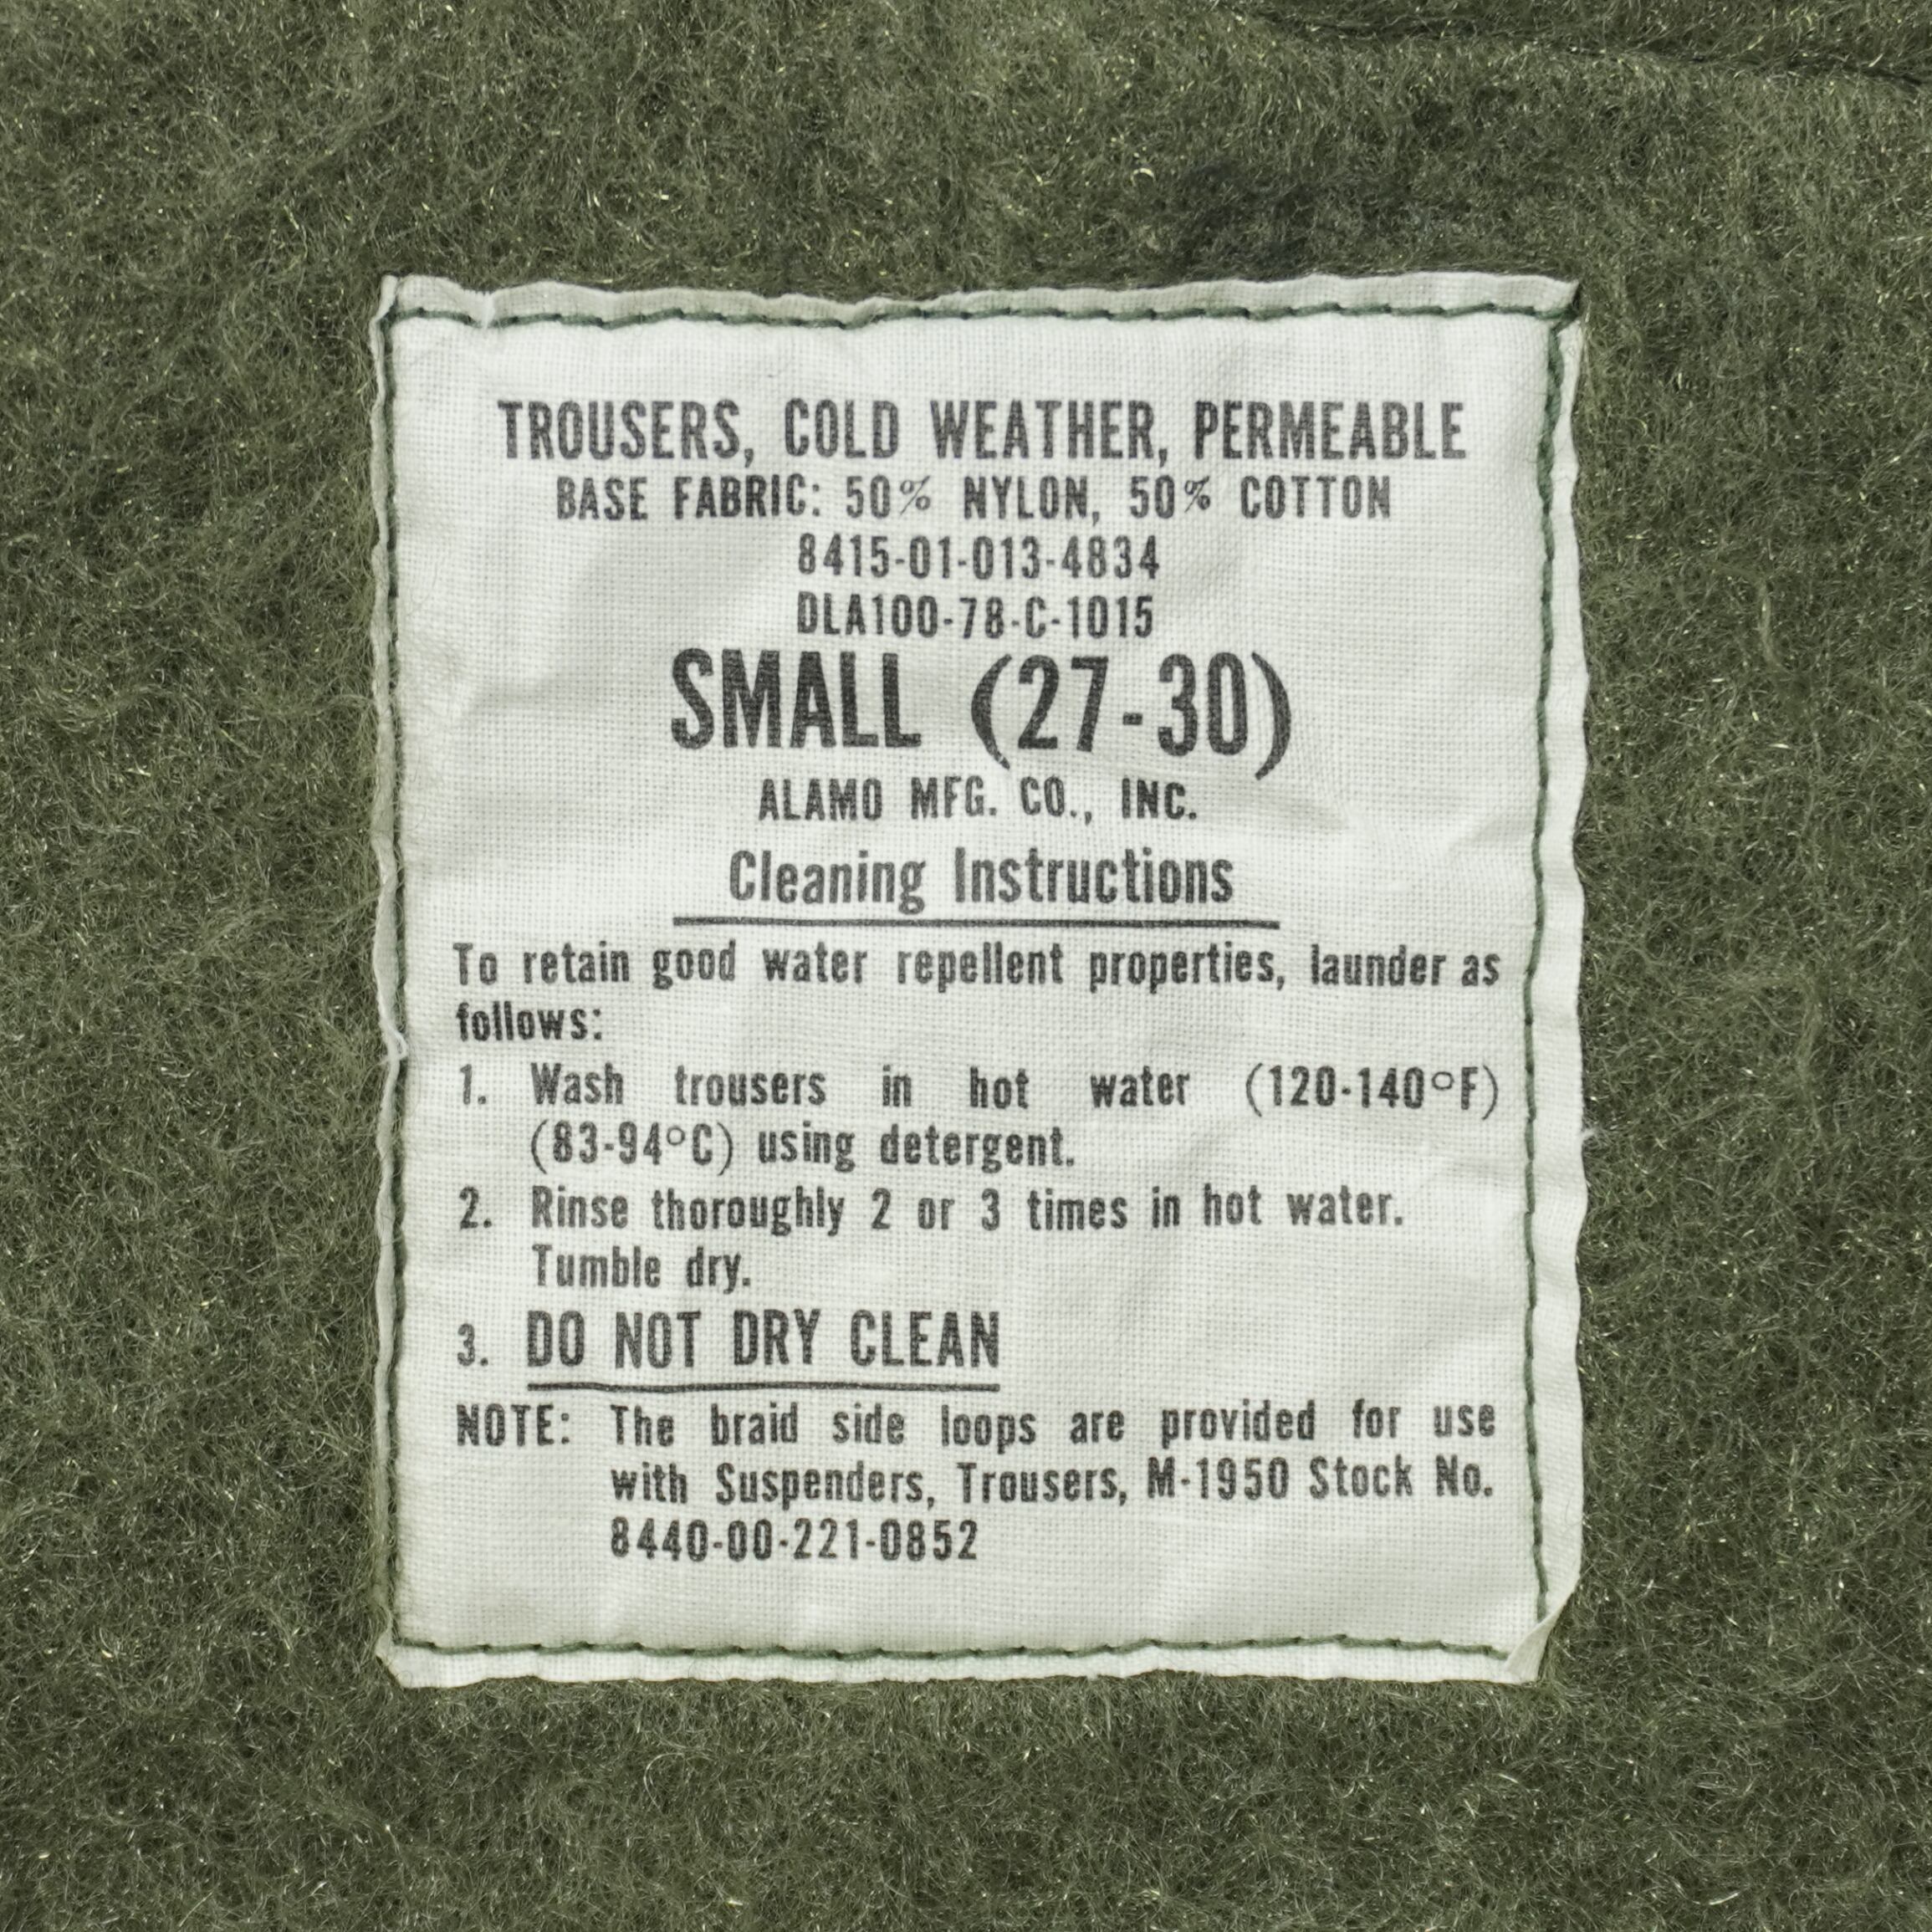 TROUSERS, COLD WEATHER, PERMEABLE
BASE FABRIC: 50% NYLON, 50% COTTON
8415-01-013-4834
DLA100-78-C-1015
SMALL (27-30)
ALAMO MFG. CO., INC.
Cleaning Instructions
To retain good water repellent properties, launder as
follows:
1. Wash trousers in hot water (120-140°F)
(83-94°C) using detergent.
2. Rinse thoroughly 2 or 3 times in hot water.
Tumble dry.
3. DO NOT DRY CLEAN
NOTE: The braid side loops are provided for use
with Suspenders, Trousers, M-1950 Stock No.
8440-00-221-0852